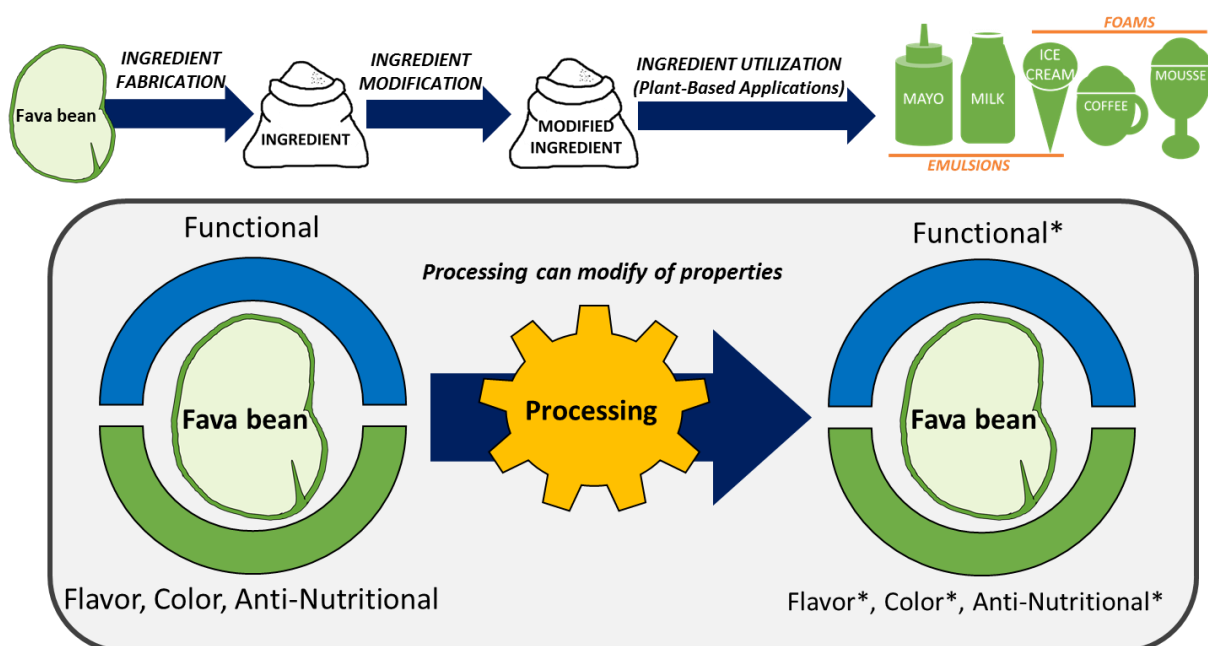 FOAMS
INGREDIENT
FABRICATION
INGREDIENT
MODIFICATION
INGREDIENT UTILIZATION
(Plant-Based Applications)
Fava bean
INGREDIENT
MODIFIED
INGREDIENT
MAYO
MILK
ICE
CREAM
COFFEE
MOUSSE
EMULSIONS
Functional
Functional*
Processing can modify of properties
Fava bean
Processing
Fava bean
Flavor, Color, Anti-Nutritional
Flavor*, Color*, Anti-Nutritional*